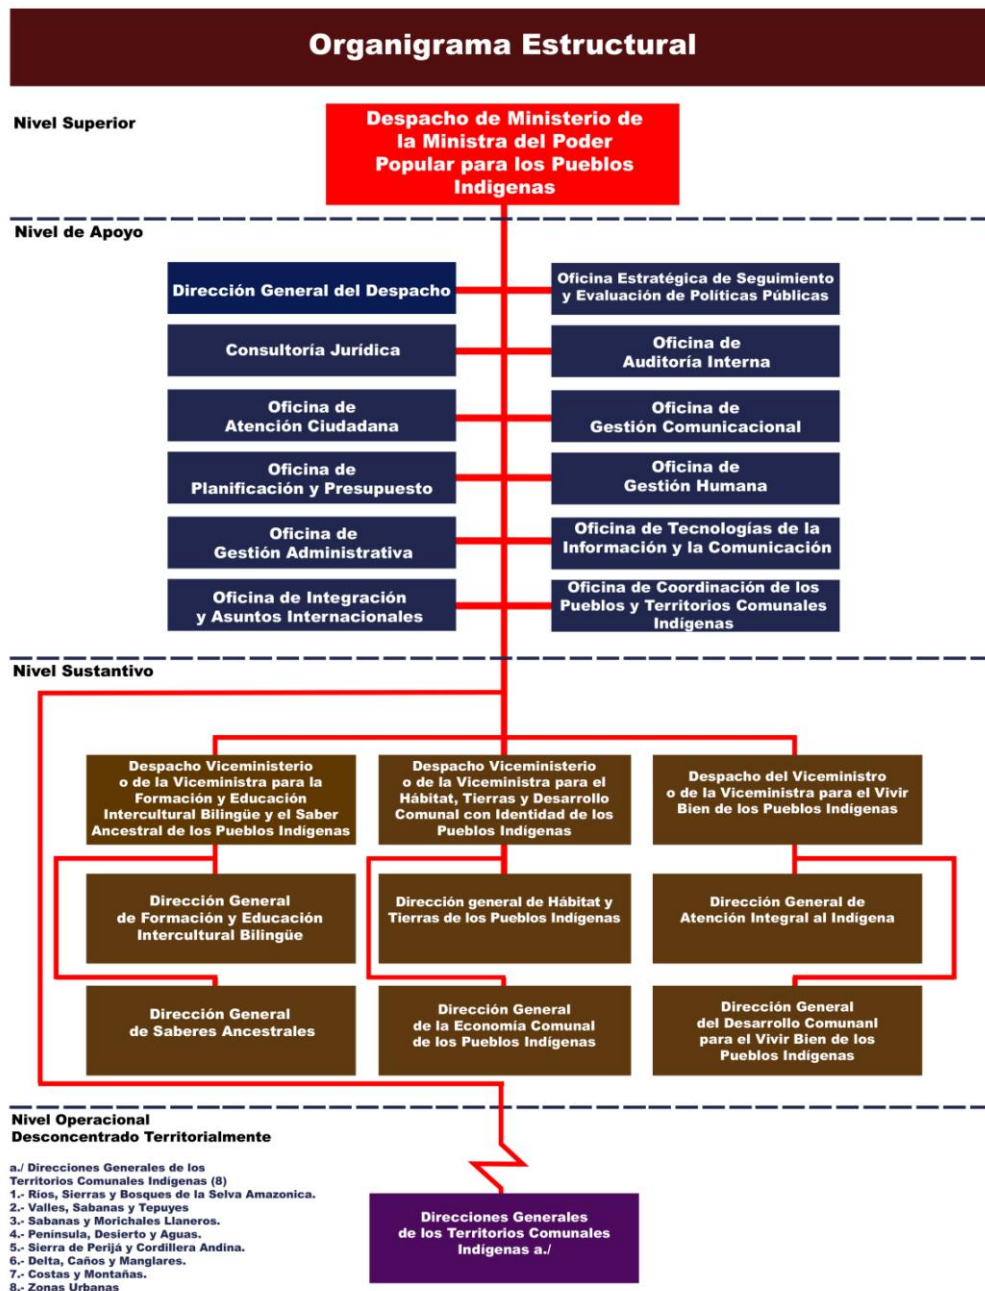 Organigrama Estructural
Nivel Superior
Despacho de Ministerio de
la Ministra del Poder
Popular para los Pueblos
Indigenas
Nivel de Apoyo
Dirección General del Despacho
Oficina Estratégica de Seguimiento
y Evaluación de Políticas Públicas
Consultoría Jurídica
Oficina de
Auditoría Interna
Oficina de
Atención Ciudadana
Oficina de
Gestión Comunicacional
Oficina de
Planificación y Presupuesto
Oficina de
Gestión Humana
Oficina de
Gestión Administrativa
Oficina de Tecnologías de la
Información y la Comunicación
Oficina de Integración
y Asuntos Internacionales
Oficina de Coordinación de los
Pueblos y Territorios Comunales
Indígenas
Nivel Sustantivo
Despacho Viceministerio
o de la Viceministra para la
Formación y Educación
Intercultural Bilingüe y el Saber
Ancestral de los Pueblos Indígenas
Despacho Viceministerio
o de la Viceministra para el
Hábitat, Tierras y Desarrollo
Comunal con Identidad de los
Pueblos Indígenas
Despacho del Viceminstro
o de la Viceministra para el Vivir
Bien de los Pueblos Indígenas
Dirección General
de Formación y Educación
Intercultural Bilingüe
Dirección general de Hábitat y
Tierras de los Pueblos Indígenas
Dirección General de
Atención Integral al Indígena
Dirección General
de Saberes Ancestrales
Dirección General
de la Economía Comunal
de los Pueblos Indígenas
Dirección General
del Desarrollo Comunanl
para el Vivir Bien de los
Pueblos Indígenas
Nivel Operacional
Desconcentrado Territorialmente
a./ Direcciones Generales de los
Territorios Comunales Indígenas (8)
1.- Ríos, Sierras y Bosques de la Selva Amazonica.
2.- Valles, Sabanas y Tepuyes
3.- Sabanas y Morichales Llaneros.
4.- Península, Desierto y Aguas.
5.- Sierra de Perijá y Cordillera Andina.
6.- Delta, Caños y Manglares.
7.- Costas y Montañas.
8.- Zonas Urbanas
Direcciones Generales
de los Territorios Comunales
Indígenas a./